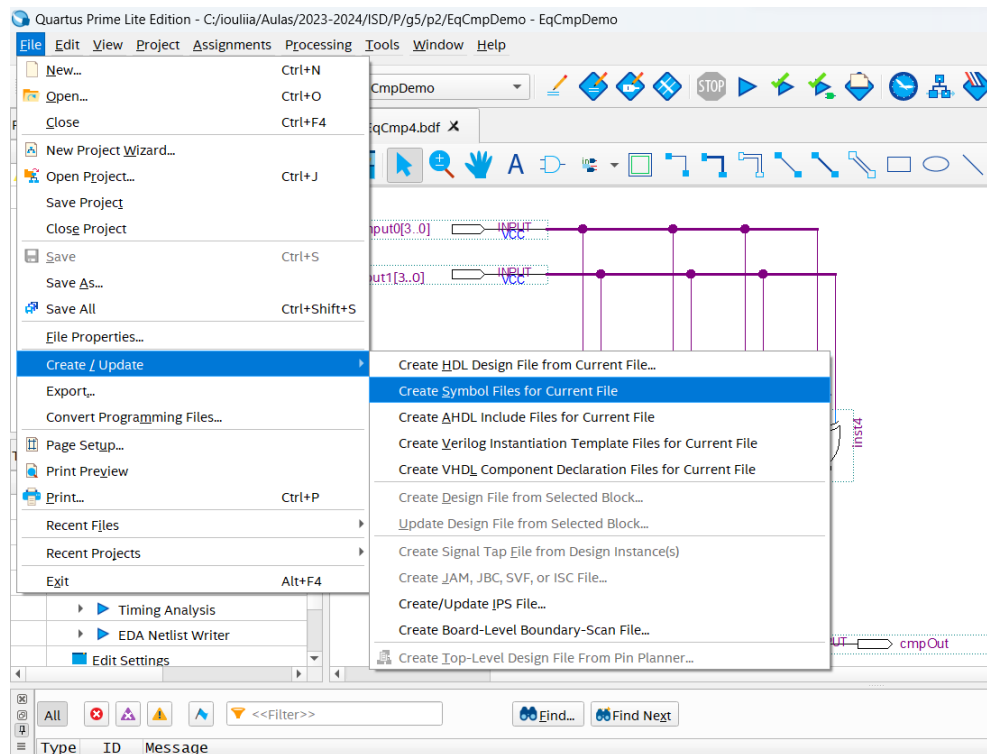 Quartus Prime Lite Edition - C:/iouliia/Aulas/2023-2024/ISD/P/g5/p2/EqCmpDemo - EqCmpDemo
File Edit View Project Assignments Processing Tools Window Help
New... Ctrl+N
CmpDemo
STOP
Open... Ctrl+O
Close Ctrl+F4
EqCmp4.bdf
New Project Wizard...
A
Open Project... Ctrl+J
Save Project
Close Project
nput0[3..0] INPUT
VCC
Save Ctrl+S
put1[3..0] INPUT
VCC
Save As...
Save All Ctrl+Shift+S
File Properties...
Create / Update
Create HDL Design File from Current File...
Export...
Create Symbol Files for Current File
Convert Programming Files...
Create AHDL Include Files for Current File
Page Setup...
Create Verilog Instantiation Template Files for Current File
inst4
Print Preview
Create VHDL Component Declaration Files for Current File
Print... Ctrl+P
Create Design File from Selected Block...
Recent Files
Update Design File from Selected Block...
Recent Projects
Create Signal Tap File from Design Instance(s)
Exit Alt+F4
Create JAM, JBC, SVF, or ISC File...
Timing Analysis
Create/Update IPS File...
EDA Netlist Writer
Create Board-Level Boundary-Scan File...
cmpOut
Edit Settings
Create Top-Level Design File From Pin Planner...
All <<Filter>> Find... Find Next
Type ID Message